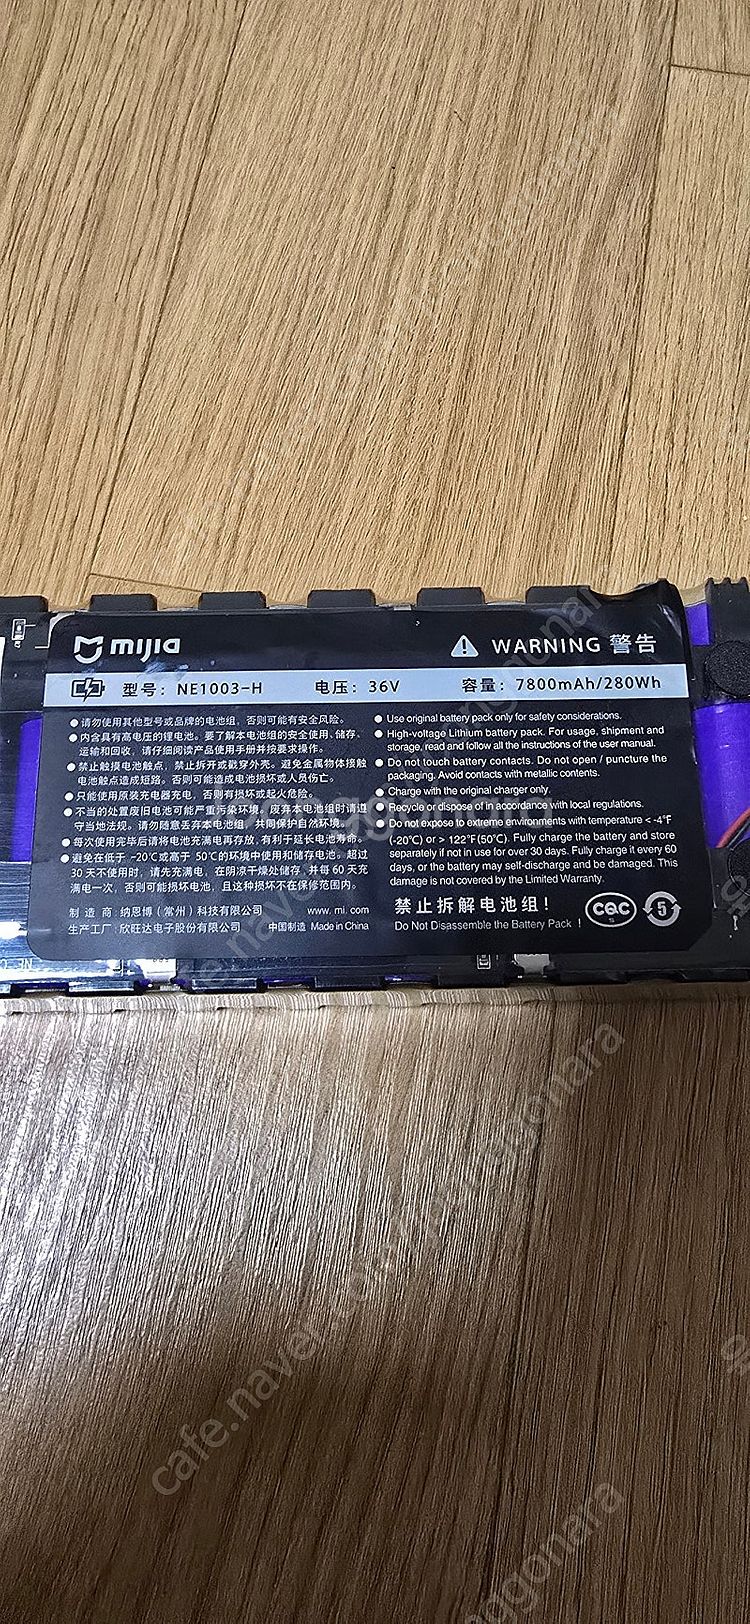 mijia
WARNING 警告
型号: NE1003-H 电压: 36V 容量: 7800mAh/280Wh
● 请勿使用其他型号或品牌的电池组，否则可能有安全风险。
● 内含具有高电压的锂电池。要了解本电池组的安全使用、储存、
运输和回收，请仔细阅读产品使用手册并按要求操作。
● 禁止触摸电池触点，禁止拆开或戳穿外壳。避免金属物体接触
电池触点造成短路。否则可能造成电池损坏或人员伤亡。
● 只能使用原装充电器充电，否则有损坏或起火危险。
● 不当的处置废旧电池可能严重污染环境。废弃本电池组时请遵
守当地法规。请勿随意丢弃本电池组，共同保护自然环境。
● 每次使用完毕后请将电池充满电再存放，有利于延长电池寿命。
● 避免在低于 -20℃或高于 50℃的环境中使用和储存电池。超过
30 天不使用时，请先充满电，在阴凉干燥处储存，并每 60 天充
满电一次，否则可能损坏电池，且这种损坏不在保修范围内。
制 造 商: 纳恩博（常州）科技有限公司 www. mi. com
生产工厂: 欣旺达电子股份有限公司 中国制造 Made in China
● Use original battery pack only for safety considerations.
● High-voltage Lithium battery pack. For usage, shipment and
storage, read and follow all the instructions of the user manual.
● Do not touch battery contacts. Do not open / puncture the
packaging. Avoid contacts with metallic contents.
● Charge with the original charger only.
● Recycle or dispose of in accordance with local regulations.
● Do not expose to extreme environments with temperature < -4°F
(-20℃) or > 122°F(50℃). Fully charge the battery and store
separately if not in use for over 30 days. Fully charge it every 60
days, or the battery may self-discharge and be damaged. This
damage is not covered by the Limited Warranty.
禁止拆解电池组！
Do Not Disassemble the Battery Pack !
CQC
S
5
cafe.naver.com/joonggonara